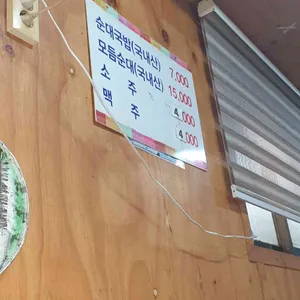 순대국밥(국내산) 7,000
모듬순대(국내산) 15,000
소 주 4,000
맥 주 4,000